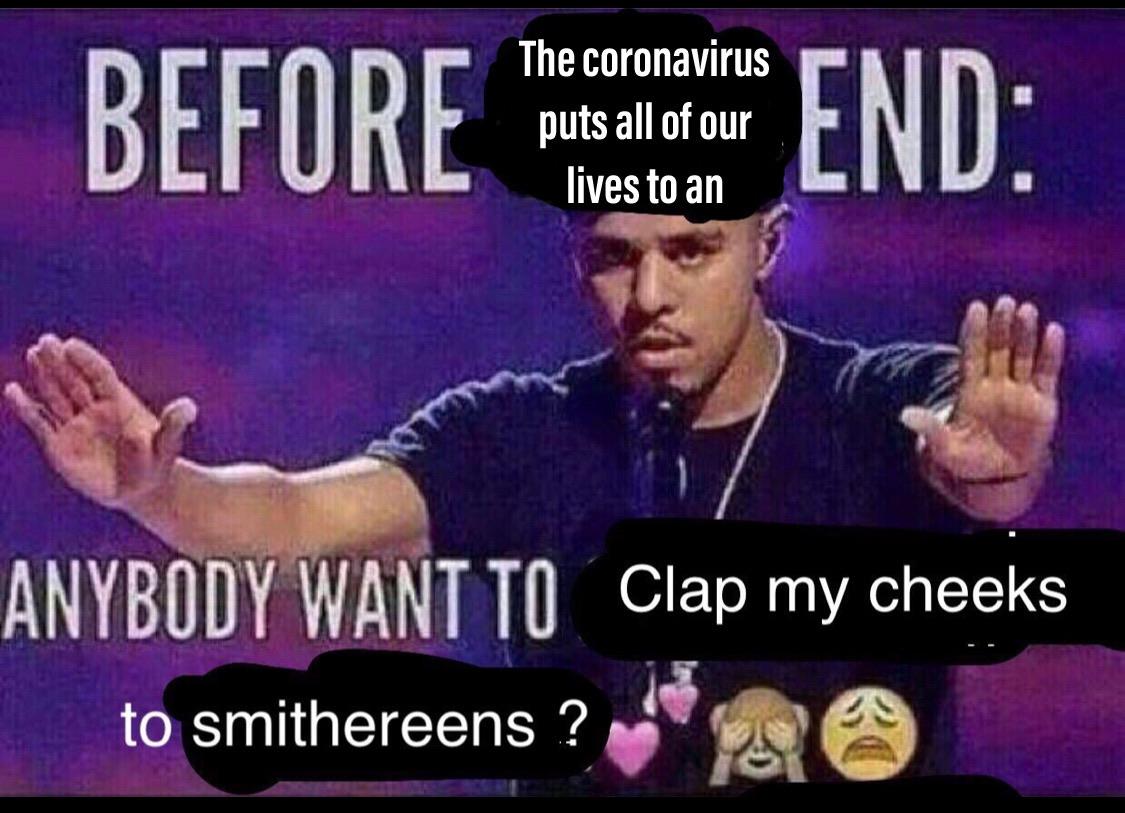 BEFORE The coronavirus puts all of our lives to an END:
ANYBODY WANT TO Clap my cheeks
to smithereens ? 💕🙈😩